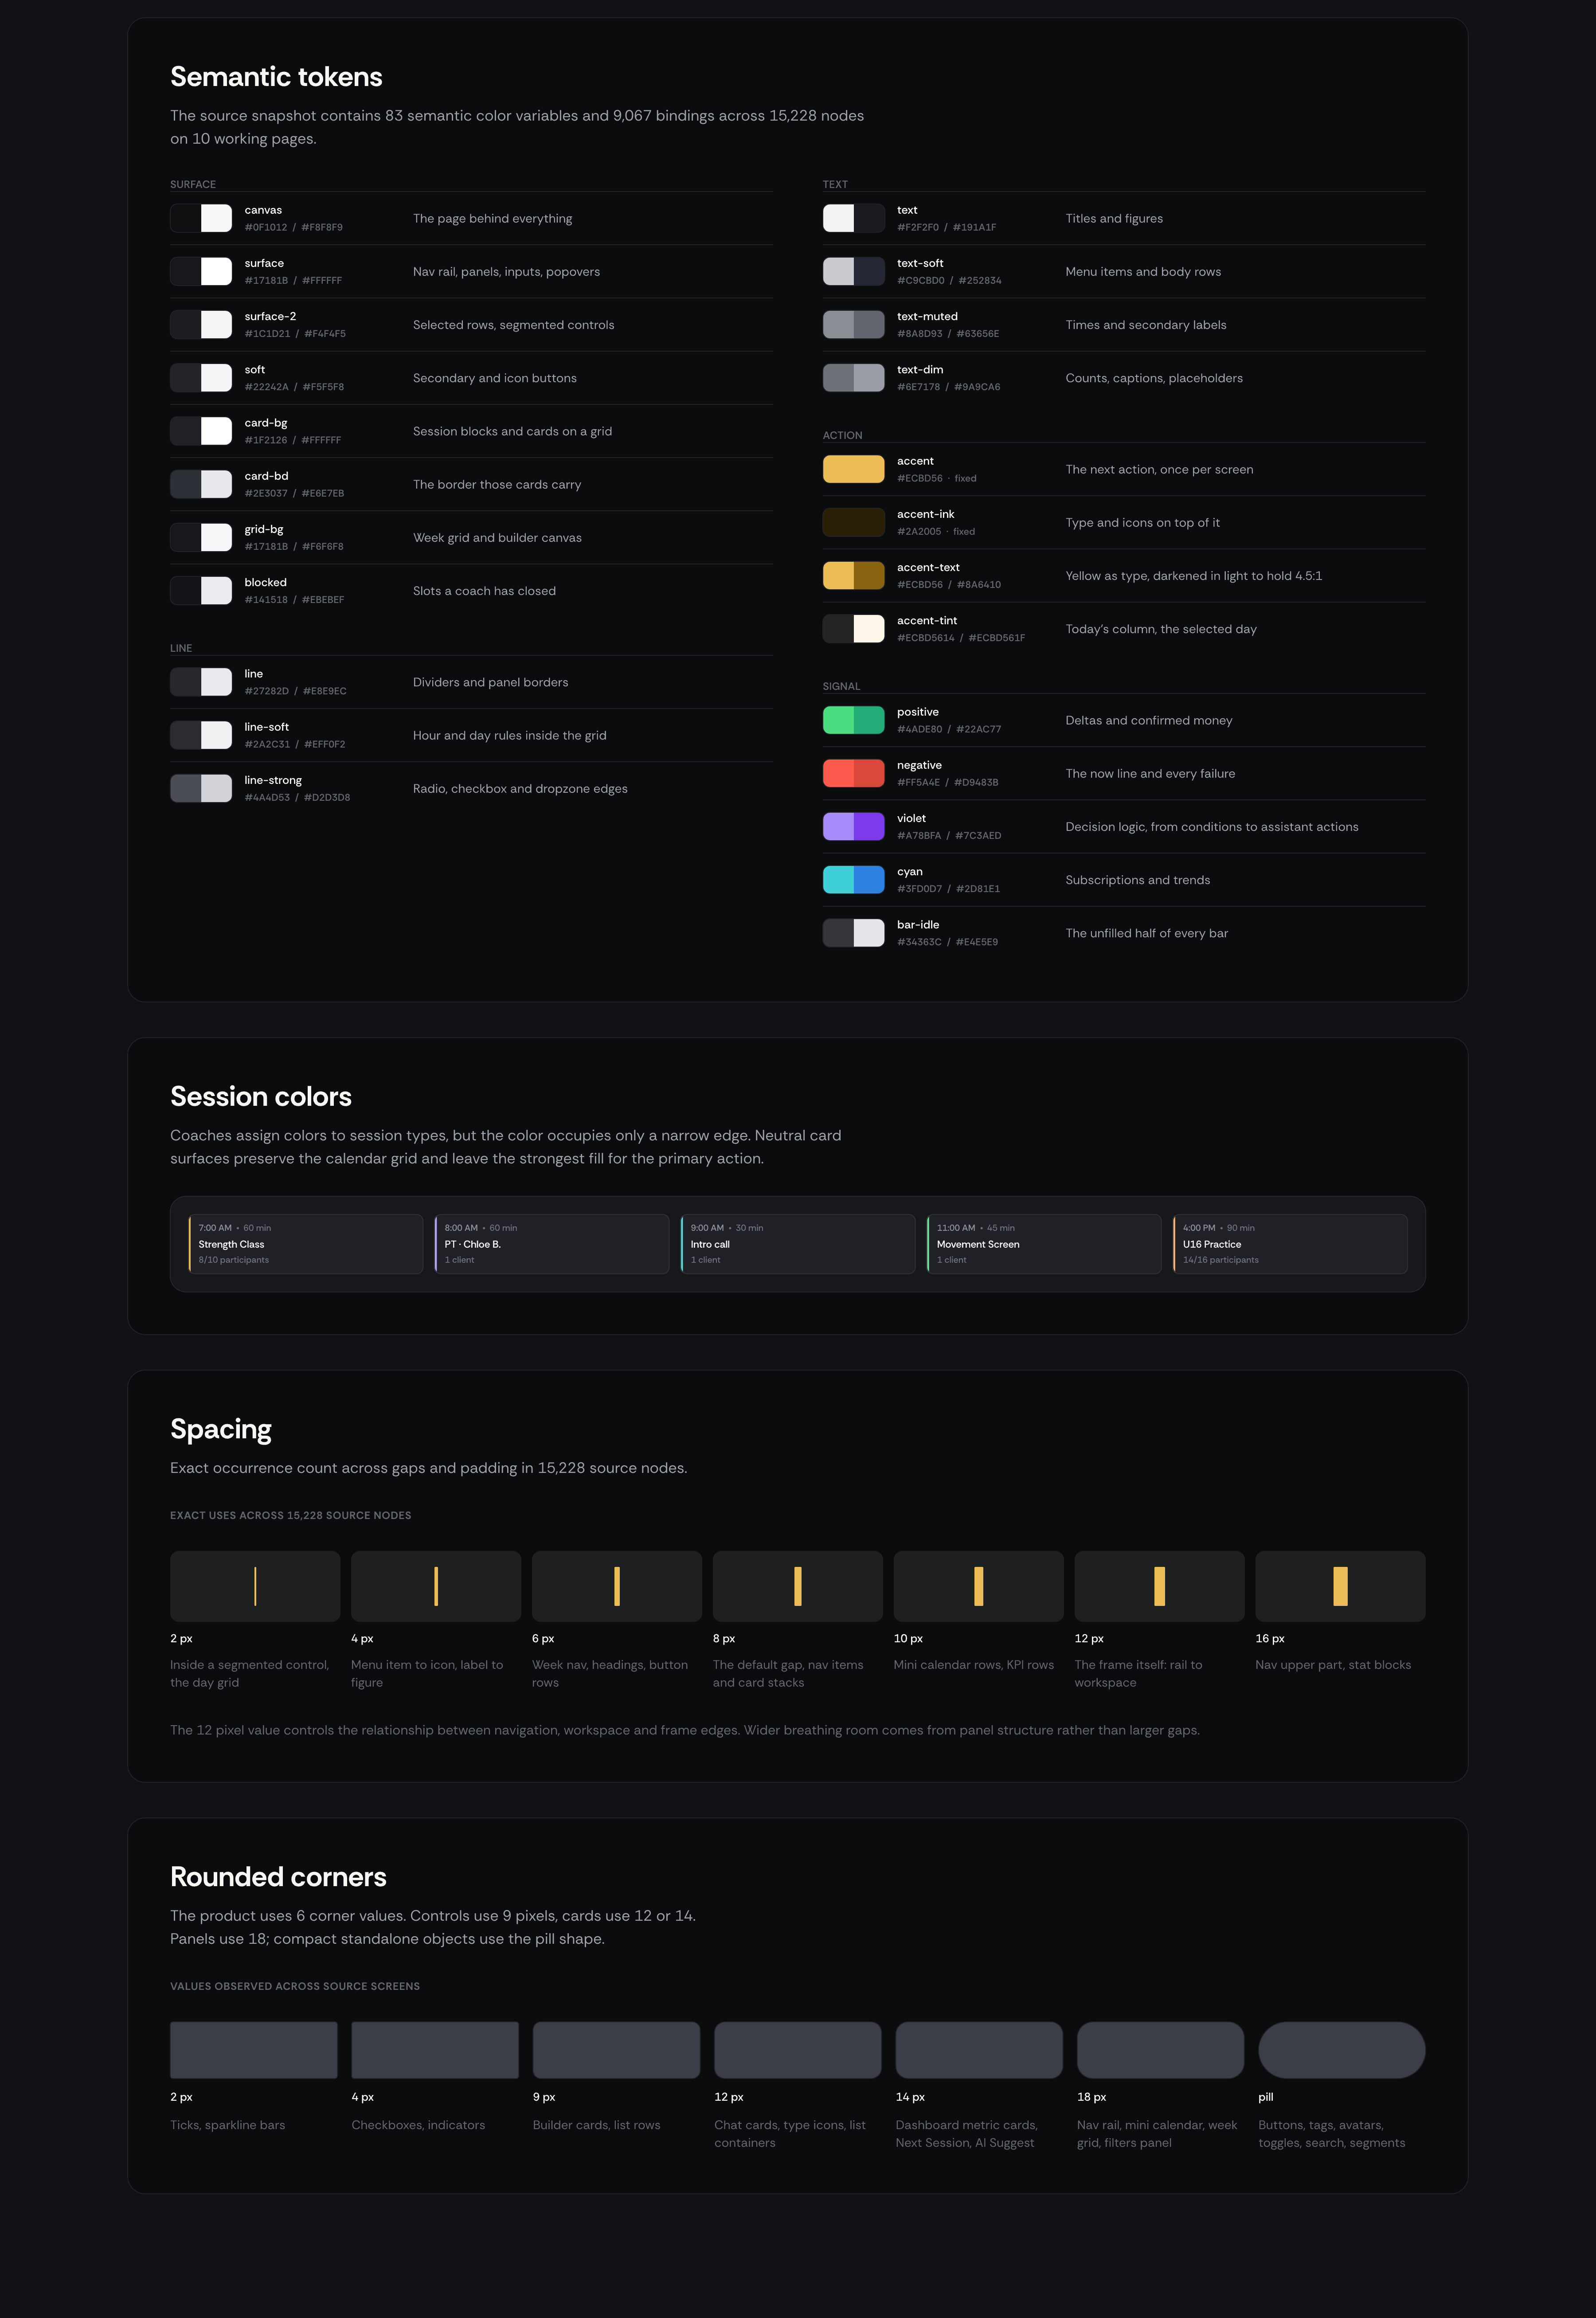 Semantic tokens
The source snapshot contains 83 semantic color variables and 9,067 bindings across 15,228 nodes
on 10 working pages.
SURFACE
canvas
#0F1012 / #F8F8F9
The page behind everything
surface
#17181B / #FFFFFF
Nav rail, panels, inputs, popovers
surface-2
#1C1D21 / #F4F4F5
Selected rows, segmented controls
soft
#22242A / #F5F5F8
Secondary and icon buttons
card-bg
#1F2126 / #FFFFFF
Session blocks and cards on a grid
card-bd
#2E3037 / #E6E7EB
The border those cards carry
grid-bg
#17181B / #F6F6F8
Week grid and builder canvas
blocked
#141518 / #EBEBEF
Slots a coach has closed
LINE
line
#27282D / #E8E9EC
Dividers and panel borders
line-soft
#2A2C31 / #EFF0F2
Hour and day rules inside the grid
line-strong
#4A4D53 / #D2D3D8
Radio, checkbox and dropzone edges
TEXT
text
#F2F2F0 / #191A1F
Titles and figures
text-soft
#C9CBD0 / #252834
Menu items and body rows
text-muted
#8A8D93 / #63656E
Times and secondary labels
text-dim
#6E7178 / #9A9CA6
Counts, captions, placeholders
ACTION
accent
#ECBD56 · fixed
The next action, once per screen
accent-ink
#2A2005 · fixed
Type and icons on top of it
accent-text
#ECBD56 / #8A6410
Yellow as type, darkened in light to hold 4.5:1
accent-tint
#ECBD5614 / #ECBD561F
Today's column, the selected day
SIGNAL
positive
#4ADE80 / #22AC77
Deltas and confirmed money
negative
#FF5A4E / #D9483B
The now line and every failure
violet
#A78BFA / #7C3AED
Decision logic, from conditions to assistant actions
cyan
#3FD0D7 / #2D81E1
Subscriptions and trends
bar-idle
#34363C / #E4E5E9
The unfilled half of every bar
Session colors
Coaches assign colors to session types, but the color occupies only a narrow edge. Neutral card
surfaces preserve the calendar grid and leave the strongest fill for the primary action.
7:00 AM • 60 min
Strength Class
8/10 participants
8:00 AM • 60 min
PT · Chloe B.
1 client
9:00 AM • 30 min
Intro call
1 client
11:00 AM • 45 min
Movement Screen
1 client
4:00 PM • 90 min
U16 Practice
14/16 participants
Spacing
Exact occurrence count across gaps and padding in 15,228 source nodes.
EXACT USES ACROSS 15,228 SOURCE NODES
2 px
Inside a segmented control,
the day grid
4 px
Menu item to icon, label to
figure
6 px
Week nav, headings, button
rows
8 px
The default gap, nav items
and card stacks
10 px
Mini calendar rows, KPI rows
12 px
The frame itself: rail to
workspace
16 px
Nav upper part, stat blocks
The 12 pixel value controls the relationship between navigation, workspace and frame edges. Wider breathing room comes from panel structure rather than larger gaps.
Rounded corners
The product uses 6 corner values. Controls use 9 pixels, cards use 12 or 14.
Panels use 18; compact standalone objects use the pill shape.
VALUES OBSERVED ACROSS SOURCE SCREENS
2 px
Ticks, sparkline bars
4 px
Checkboxes, indicators
9 px
Builder cards, list rows
12 px
Chat cards, type icons, list
containers
14 px
Dashboard metric cards,
Next Session, AI Suggest
18 px
Nav rail, mini calendar, week
grid, filters panel
pill
Buttons, tags, avatars,
toggles, search, segments